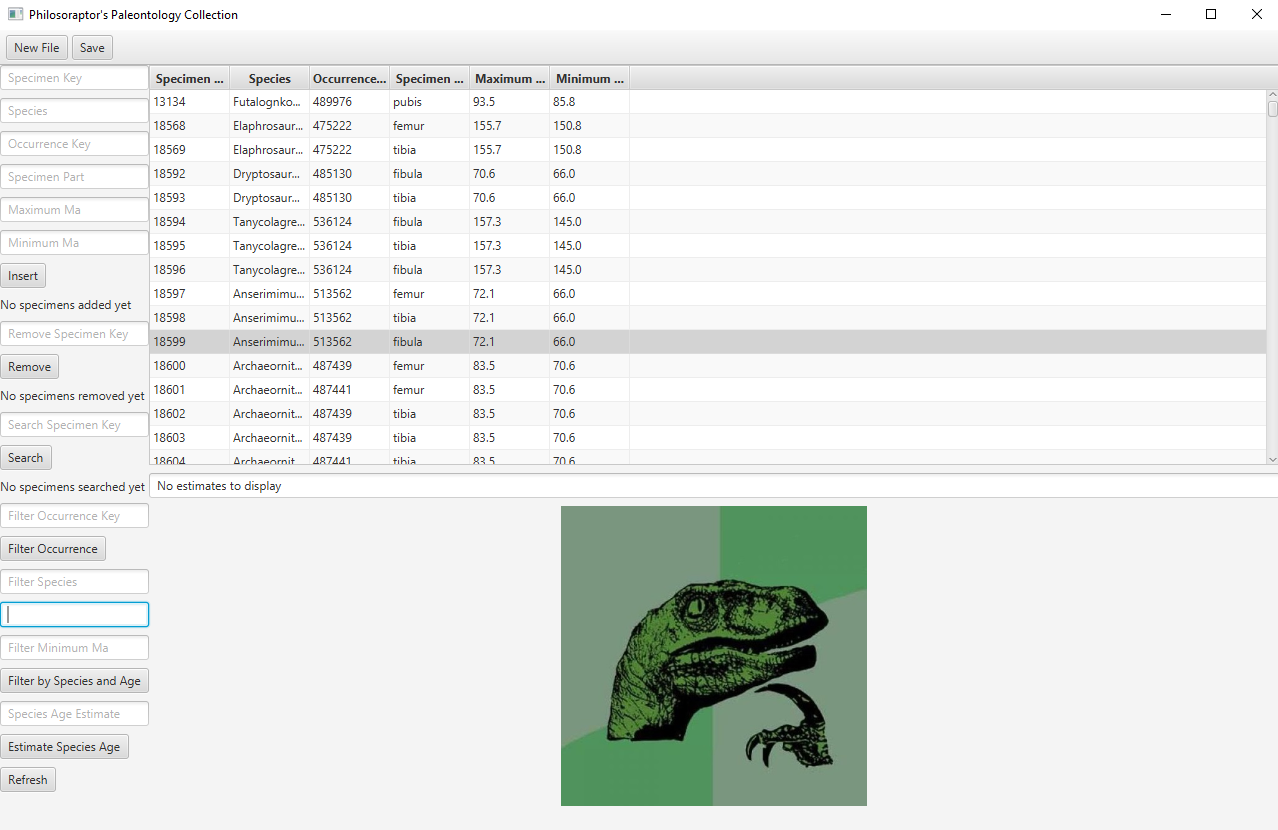 Philosoraptor's Paleontology Collection
New File Save
Specimen Key
Species
Occurrence Key
Specimen Part
Maximum Ma
Minimum Ma
Insert
No specimens added yet
Remove Specimen Key
Remove
No specimens removed yet
Search Specimen Key
Search
No specimens searched yet
Filter Occurrence Key
Filter Occurrence
Filter Species
Filter Minimum Ma
Filter by Species and Age
Species Age Estimate
Estimate Species Age
Refresh
Specimen ... Species Occurrence... Specimen ... Maximum ... Minimum ...
13134 Futalognko... 489976 pubis 93.5 85.8
18568 Elaphrosaur... 475222 femur 155.7 150.8
18569 Elaphrosaur... 475222 tibia 155.7 150.8
18592 Dryptosaur... 485130 fibula 70.6 66.0
18593 Dryptosaur... 485130 tibia 70.6 66.0
18594 Tanycolagre... 536124 fibula 157.3 145.0
18595 Tanycolagre... 536124 tibia 157.3 145.0
18596 Tanycolagre... 536124 fibula 157.3 145.0
18597 Anserimimu... 513562 femur 72.1 66.0
18598 Anserimimu... 513562 tibia 72.1 66.0
18599 Anserimimu... 513562 fibula 72.1 66.0
18600 Archaeornit... 487439 femur 83.5 70.6
18601 Archaeornit... 487441 femur 83.5 70.6
18602 Archaeornit... 487439 tibia 83.5 70.6
18603 Archaeornit... 487439 tibia 83.5 70.6
18604 Archaeornit... 487441 tibia 83.5 70.6
No estimates to display